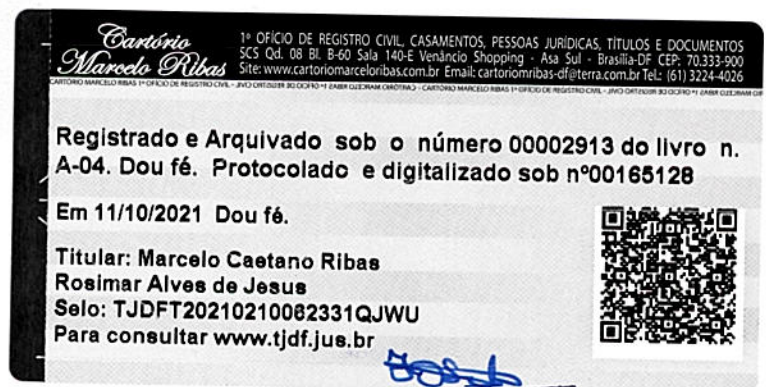 Cartório
Marcelo Ribas
1º OFÍCIO DE REGISTRO CIVIL, CASAMENTOS, PESSOAS JURÍDICAS, TÍTULOS E DOCUMENTOS
SCS Qd. 08 Bl. B-60 Sala 140-E Venâncio Shopping - Asa Sul - Brasília-DF CEP: 70.333-900
Site: www.cartoriomarceloribas.com.br Email: cartoriomribas-df@terra.com.br Tel.: (61) 3224-4026
Registrado e Arquivado sob o número 00002913 do livro n.
A-04. Dou fé. Protocolado e digitalizado sob nº00165128
Em 11/10/2021 Dou fé.
Titular: Marcelo Caetano Ribas
Rosimar Alves de Jesus
Selo: TJDFT20210210062331QJWU
Para consultar www.tjdf.jus.br